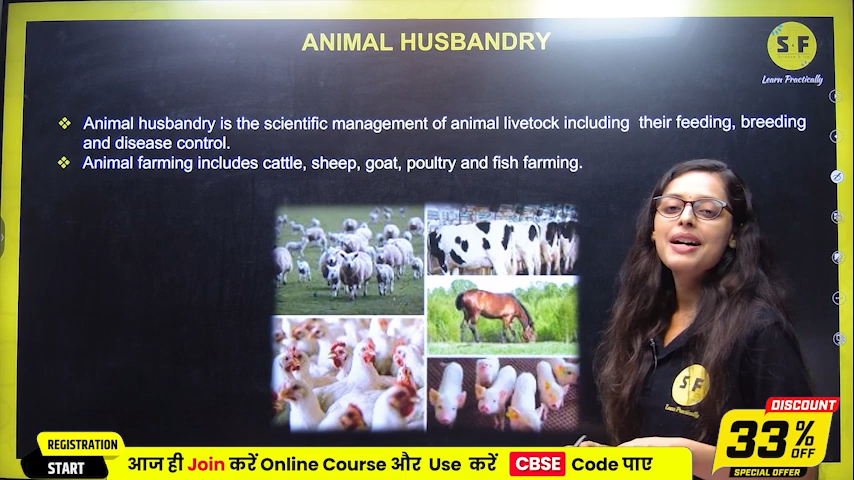 ANIMAL HUSBANDRY
S F
Learn Practically
❖ Animal husbandry is the scientific management of animal livetock including their feeding, breeding
and disease control.
❖ Animal farming includes cattle, sheep, goat, poultry and fish farming.
S F
Learn Practically
DISCOUNT
33% OFF
SPECIAL OFFER
REGISTRATION
START
आज ही Join करें Online Course और Use करें CBSE Code पाए